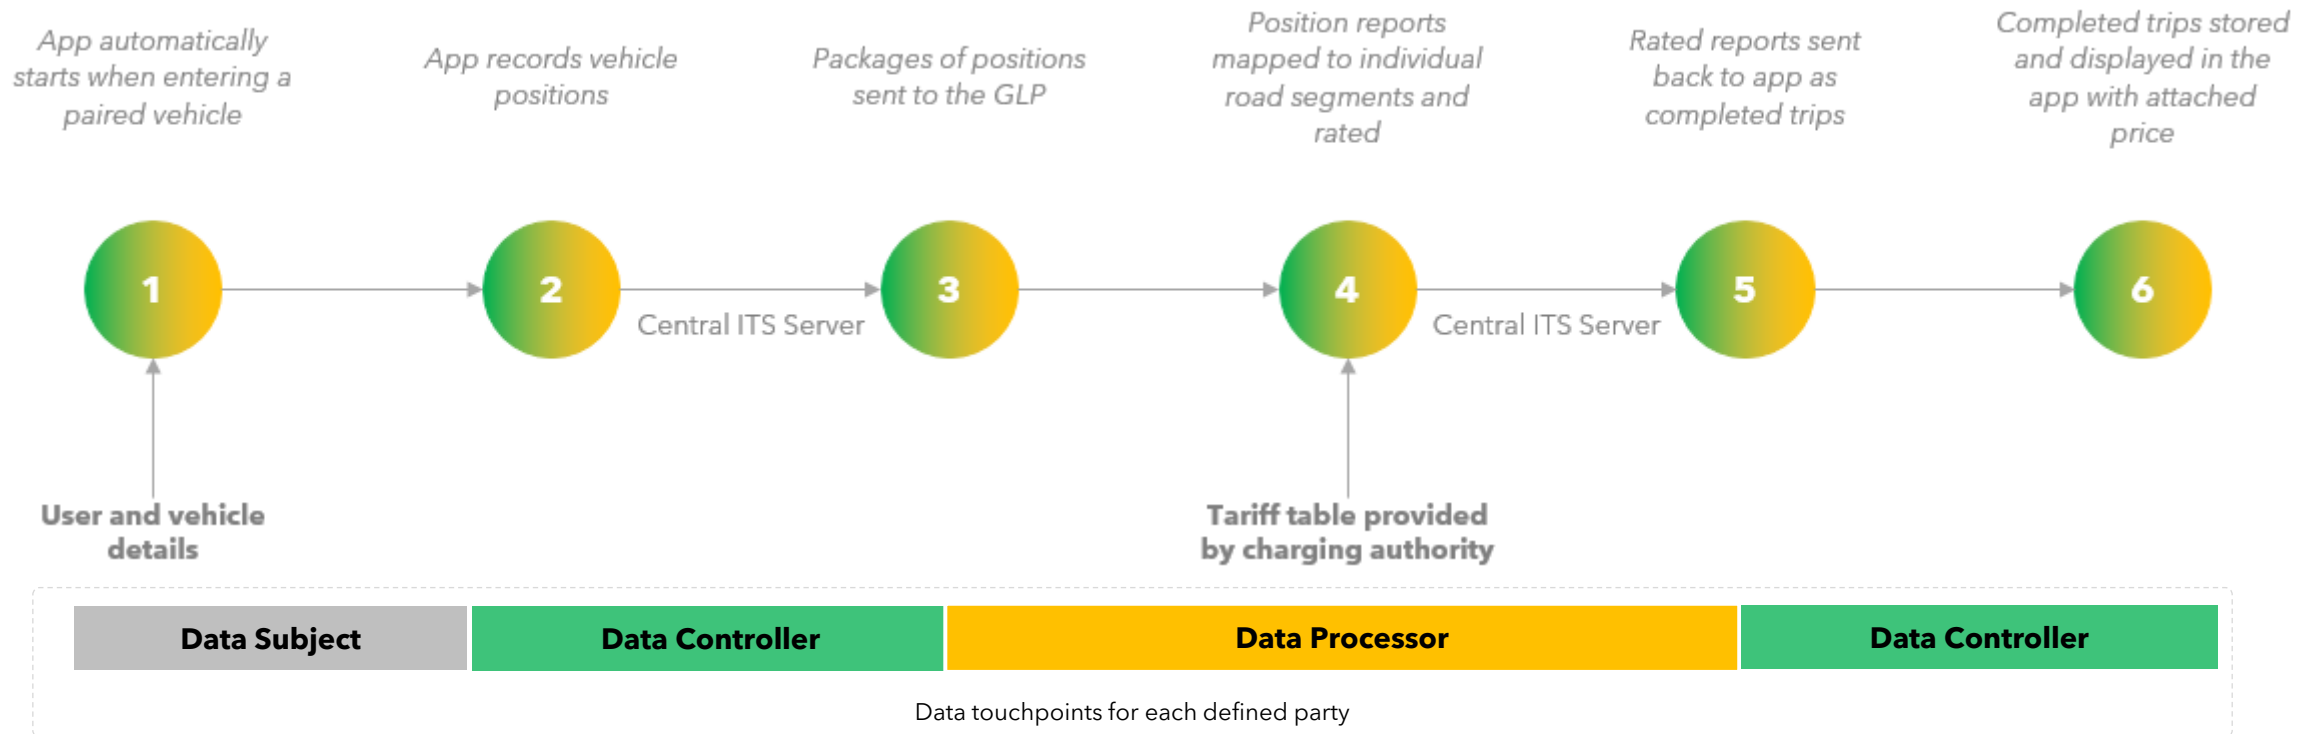 App automatically
starts when entering a
paired vehicle
App records vehicle
positions
Packages of positions
sent to the GLP
Position reports
mapped to individual
road segments and
rated
Rated reports sent
back to app as
completed trips
Completed trips stored
and displayed in the
app with attached
price
1
2
Central ITS Server
3
4
Central ITS Server
5
6
User and vehicle
details
Tariff table provided
by charging authority
Data Subject
Data Controller
Data Processor
Data Controller
Data touchpoints for each defined party